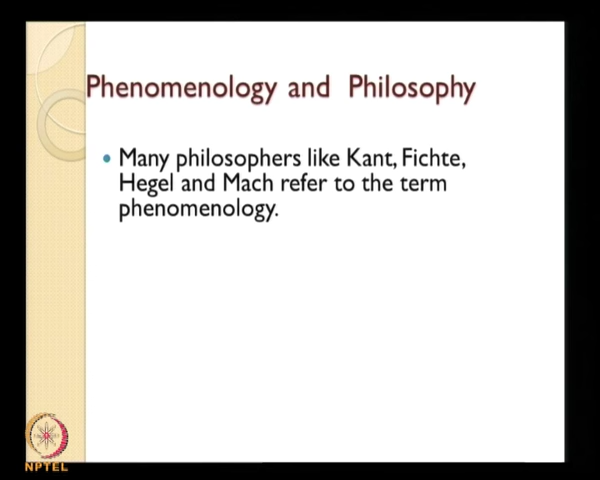 Phenomenology and Philosophy
Many philosophers like Kant, Fichte,
Hegel and Mach refer to the term
phenomenology.
NPTEL